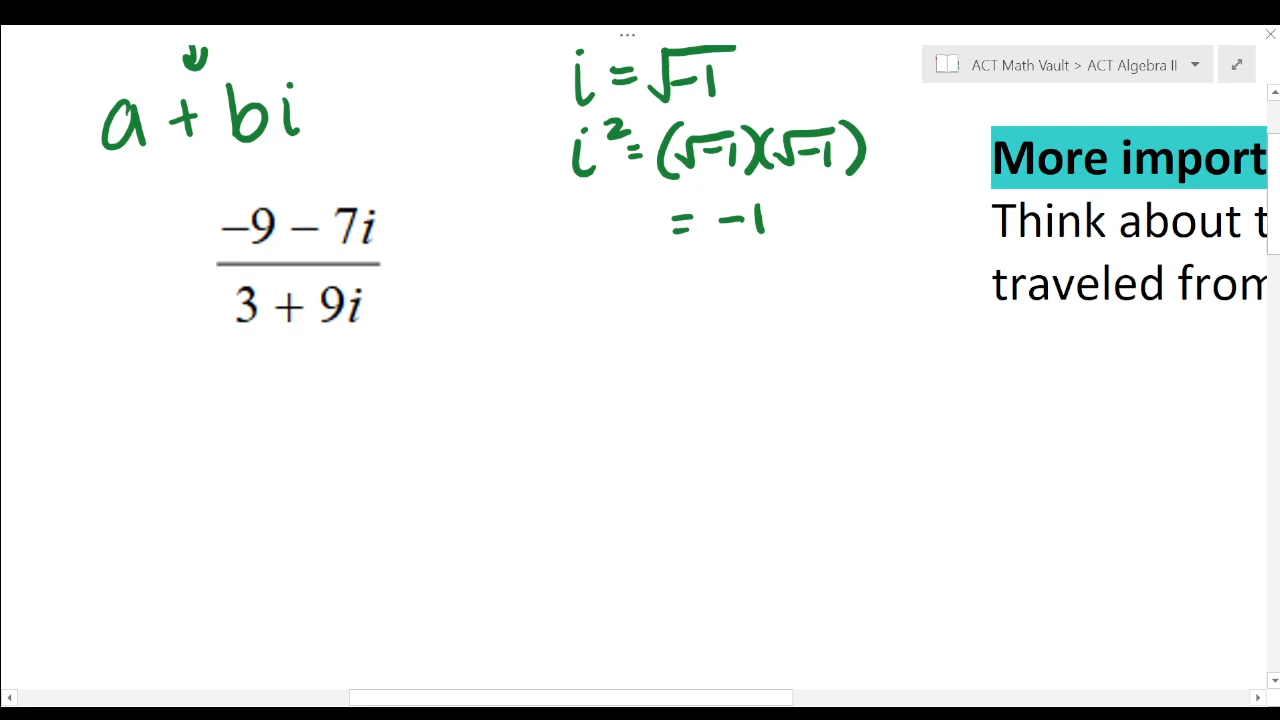 a + bi
i = √-1
i² = (√-1)(√-1)
= -1
-9 - 7i
3 + 9i
ACT Math Vault > ACT Algebra II
More import
Think about t
traveled from